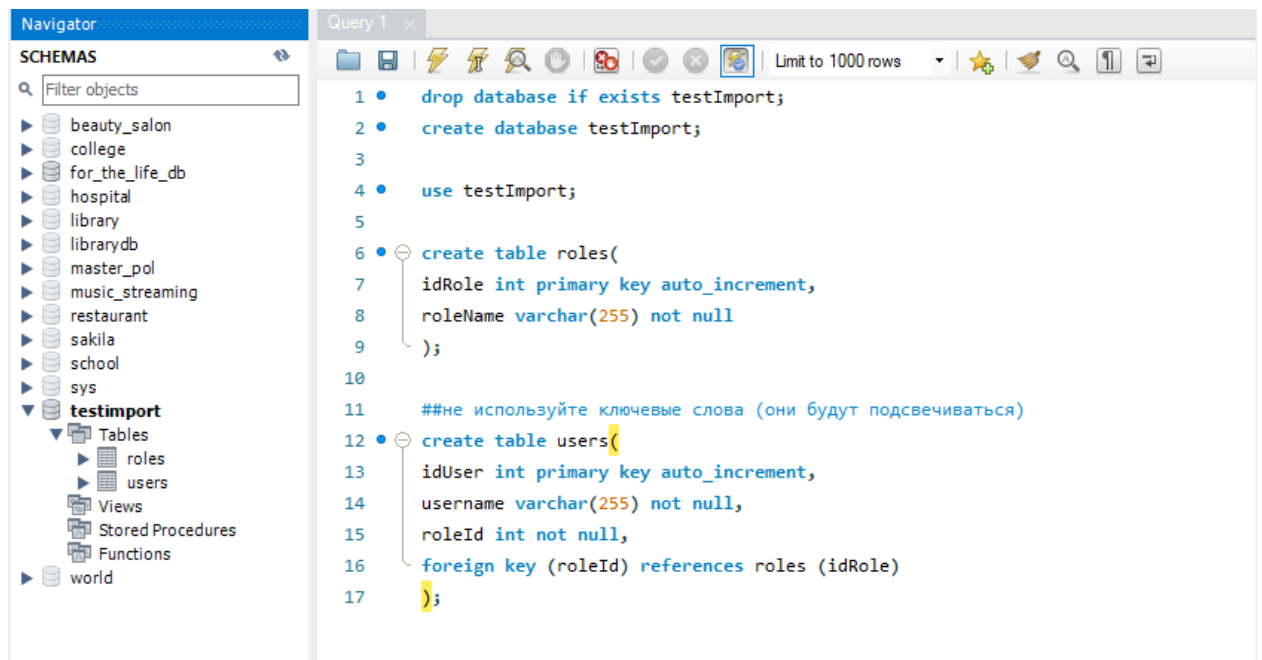 Navigator
SCHEMAS
Filter objects
beauty_salon
college
for_the_life_db
hospital
library
librarydb
master_pol
music_streaming
restaurant
sakila
school
sys
testimport
Tables
roles
users
Views
Stored Procedures
Functions
world
Query 1
Limit to 1000 rows
1 drop database if exists testImport;
2 create database testImport;
3
4 use testImport;
5
6 create table roles(
7 idRole int primary key auto_increment,
8 roleName varchar(255) not null
9 );
10
11 ##не используйте ключевые слова (они будут подсвечиваться)
12 create table users(
13 idUser int primary key auto_increment,
14 username varchar(255) not null,
15 roleId int not null,
16 foreign key (roleId) references roles (idRole)
17 );